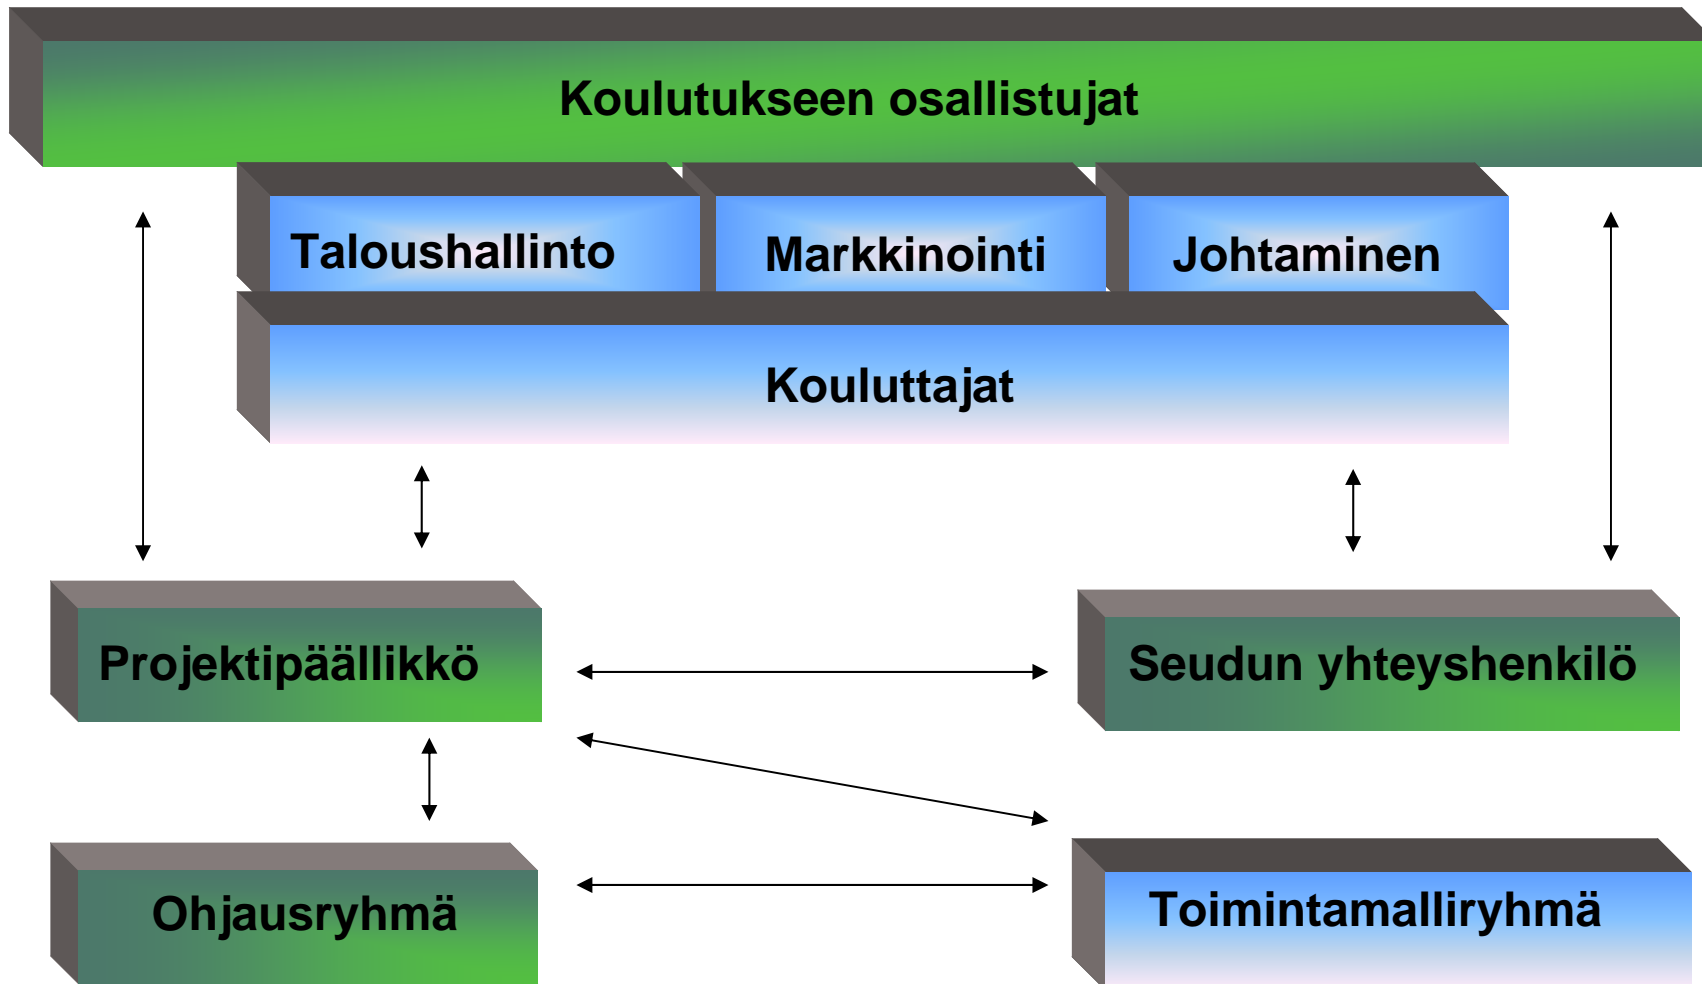 Koulutukseen osallistujat
Taloushallinto
Markkinointi
Johtaminen
Kouluttajat
Projektipäällikkö
Seudun yhteyshenkilö
Ohjausryhmä
Toimintamalliryhmä